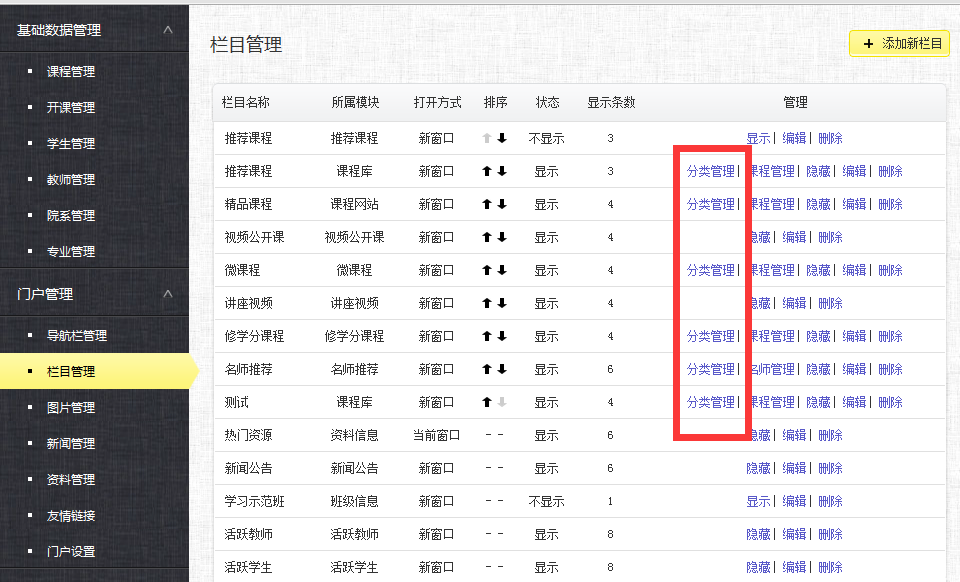 基础数据管理
课程管理
开课管理
学生管理
教师管理
院系管理
专业管理
门户管理
导航栏管理
栏目管理
图片管理
新闻管理
资料管理
友情链接
门户设置
栏目管理
+ 添加新栏目
栏目名称 所属模块 打开方式 排序 状态 显示条数 管理
推荐课程 推荐课程 新窗口 不显示 3 显示| 编辑| 删除
推荐课程 课程库 新窗口 显示 3 分类管理| 课程管理| 隐藏| 编辑| 删除
精品课程 课程网站 新窗口 显示 4 分类管理| 课程管理| 隐藏| 编辑| 删除
视频公开课 视频公开课 新窗口 显示 4 隐藏| 编辑| 删除
微课程 微课程 新窗口 显示 4 分类管理| 课程管理| 隐藏| 编辑| 删除
讲座视频 讲座视频 新窗口 显示 4 隐藏| 编辑| 删除
修学分课程 修学分课程 新窗口 显示 4 分类管理| 课程管理| 隐藏| 编辑| 删除
名师推荐 名师推荐 新窗口 显示 6 分类管理| 名师管理| 隐藏| 编辑| 删除
测试 课程库 新窗口 显示 4 分类管理| 课程管理| 隐藏| 编辑| 删除
热门资源 资料信息 当前窗口 - - 显示 6 隐藏| 编辑| 删除
新闻公告 新闻公告 新窗口 - - 显示 6 隐藏| 编辑| 删除
学习示范班 班级信息 新窗口 - - 不显示 1 显示| 编辑| 删除
活跃教师 活跃教师 新窗口 - - 显示 8 隐藏| 编辑| 删除
活跃学生 活跃学生 新窗口 - - 显示 8 隐藏| 编辑| 删除